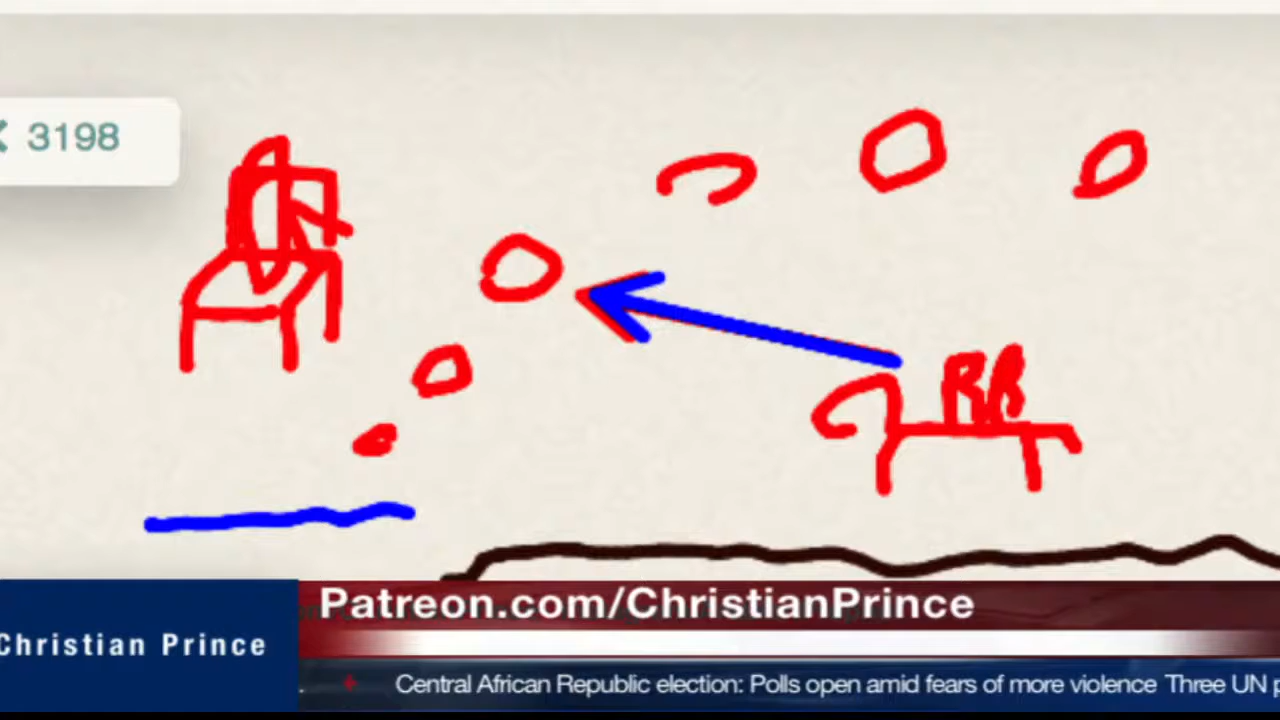 3198
Patreon.com/ChristianPrince
Christian Prince
Central African Republic election: Polls open amid fears of more violence Three UN